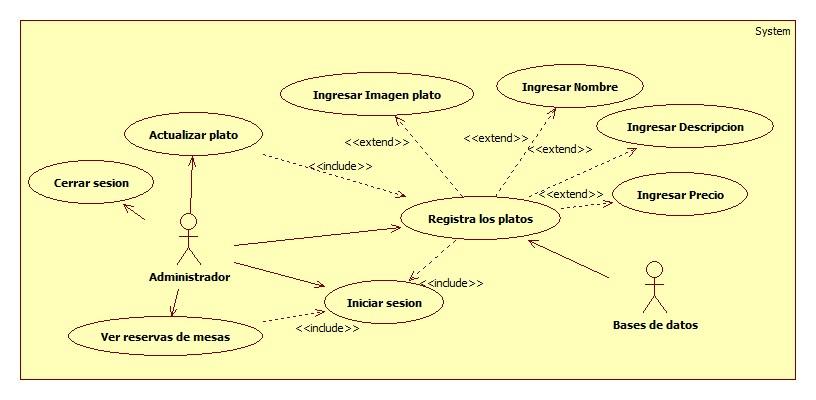 System
Ingresar Nombre
Ingresar Imagen plato
Actualizar plato
Ingresar Descripcion
<<extend>>
<<extend>>
<<extend>>
<<include>>
Cerrar sesion
<<extend>>
Ingresar Precio
Registra los platos
Administrador
<<include>>
Iniciar sesion
Bases de datos
<<include>>
Ver reservas de mesas